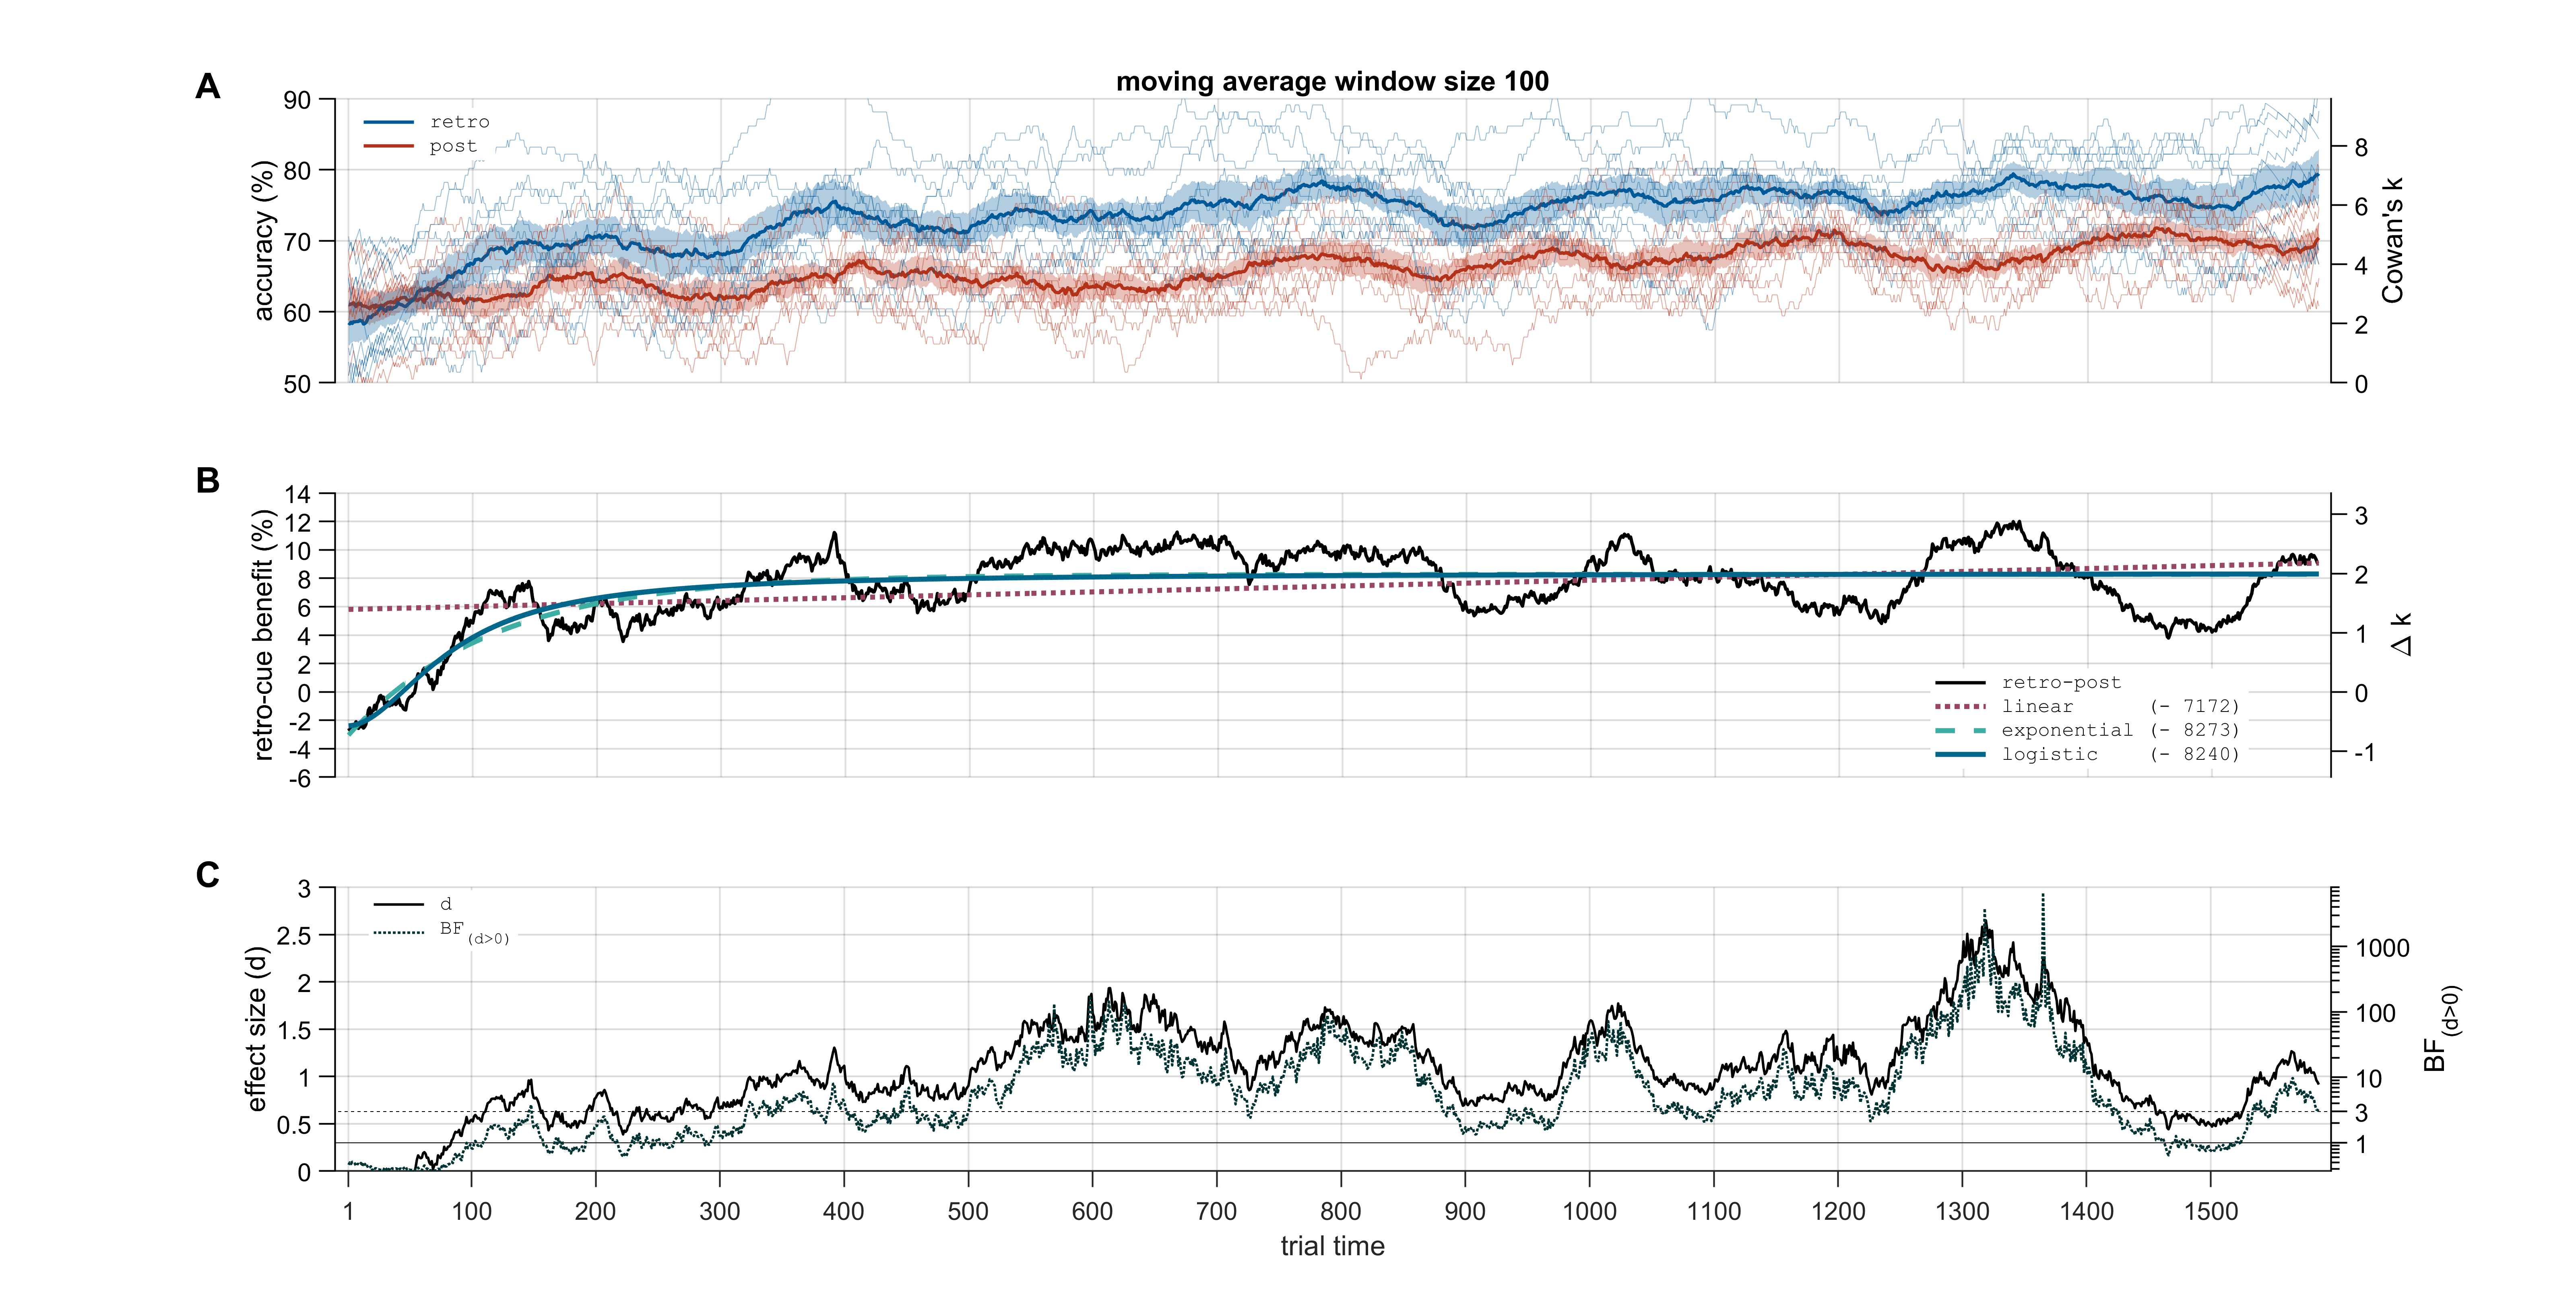 A
moving average window size 100
accuracy (%)
90
80
70
60
50
retro
post
8
6
4
2
0
Cowan's k
B
retro-cue benefit (%)
14
12
10
8
6
4
2
0
-2
-4
-6
3
2
1
0
-1
Δ k
retro-post
linear (- 7172)
exponential (- 8273)
logistic (- 8240)
C
effect size (d)
3
2.5
2
1.5
1
0.5
0
d
BF(d>0)
1000
100
10
3
1
BF(d>0)
1 100 200 300 400 500 600 700 800 900 1000 1100 1200 1300 1400 1500
trial time